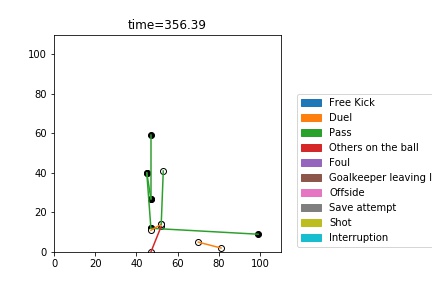 time=356.39
100
80
60
40
20
0
0 20 40 60 80 100
Free Kick
Duel
Pass
Others on the ball
Foul
Goalkeeper leaving l
Offside
Save attempt
Shot
Interruption